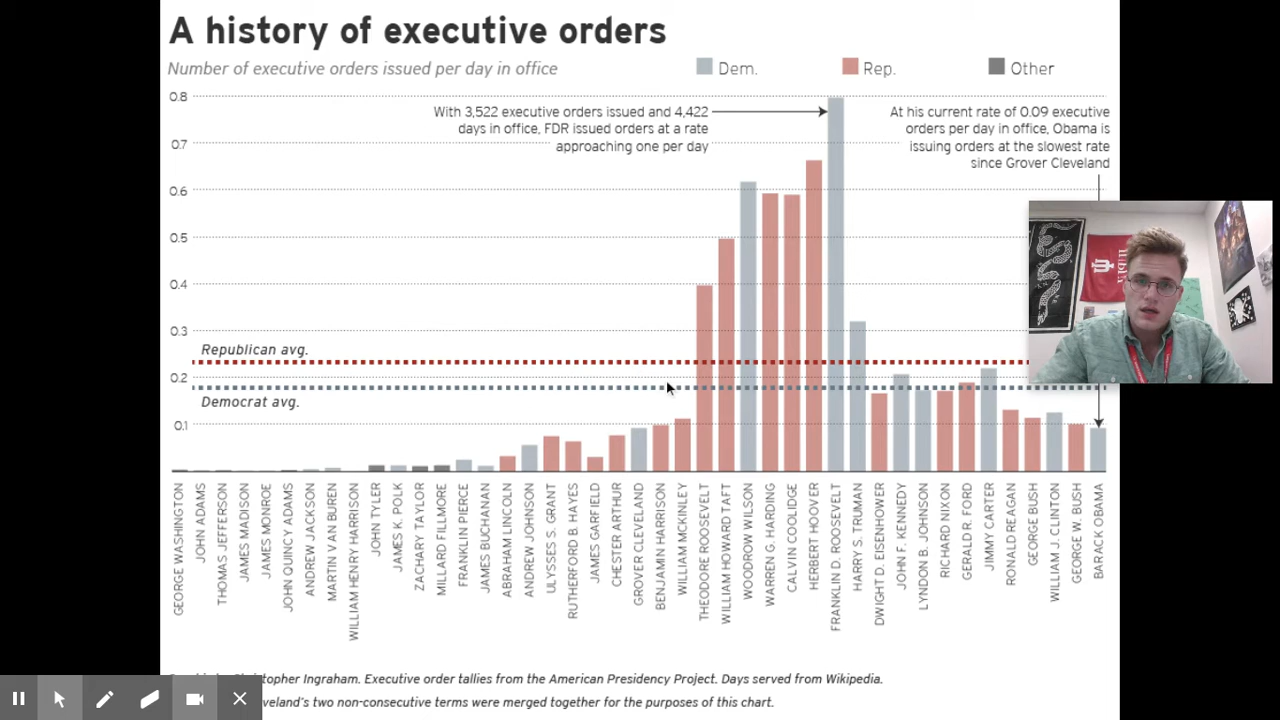 A history of executive orders
Number of executive orders issued per day in office
Dem.
Rep.
Other
0.8
0.7
0.6
0.5
0.4
0.3
0.2
0.1
With 3,522 executive orders issued and 4,422
days in office, FDR issued orders at a rate
approaching one per day
At his current rate of 0.09 executive
orders per day in office, Obama is
issuing orders at the slowest rate
since Grover Cleveland
Republican avg.
Democrat avg.
GEORGE WASHINGTON
JOHN ADAMS
THOMAS JEFFERSON
JAMES MADISON
JAMES MONROE
JOHN QUINCY ADAMS
ANDREW JACKSON
MARTIN VAN BUREN
WILLIAM HENRY HARRISON
JOHN TYLER
JAMES K. POLK
ZACHARY TAYLOR
MILLARD FILLMORE
FRANKLIN PIERCE
JAMES BUCHANAN
ABRAHAM LINCOLN
ANDREW JOHNSON
ULYSSES S. GRANT
RUTHERFORD B. HAYES
JAMES GARFIELD
CHESTER ARTHUR
GROVER CLEVELAND
BENJAMIN HARRISON
WILLIAM MCKINLEY
THEODORE ROOSEVELT
WILLIAM HOWARD TAFT
WOODROW WILSON
WARREN G. HARDING
CALVIN COOLIDGE
HERBERT HOOVER
FRANKLIN D. ROOSEVELT
HARRY S. TRUMAN
DWIGHT D. EISENHOWER
JOHN F. KENNEDY
LYNDON B. JOHNSON
RICHARD NIXON
GERALD R. FORD
JIMMY CARTER
RONALD REAGAN
GEORGE BUSH
WILLIAM J. CLINTON
GEORGE W. BUSH
BARACK OBAMA
Ingraham. Executive order tallies from the American Presidency Project. Days served from Wikipedia.
two non-consecutive terms were merged together for the purposes of this chart.